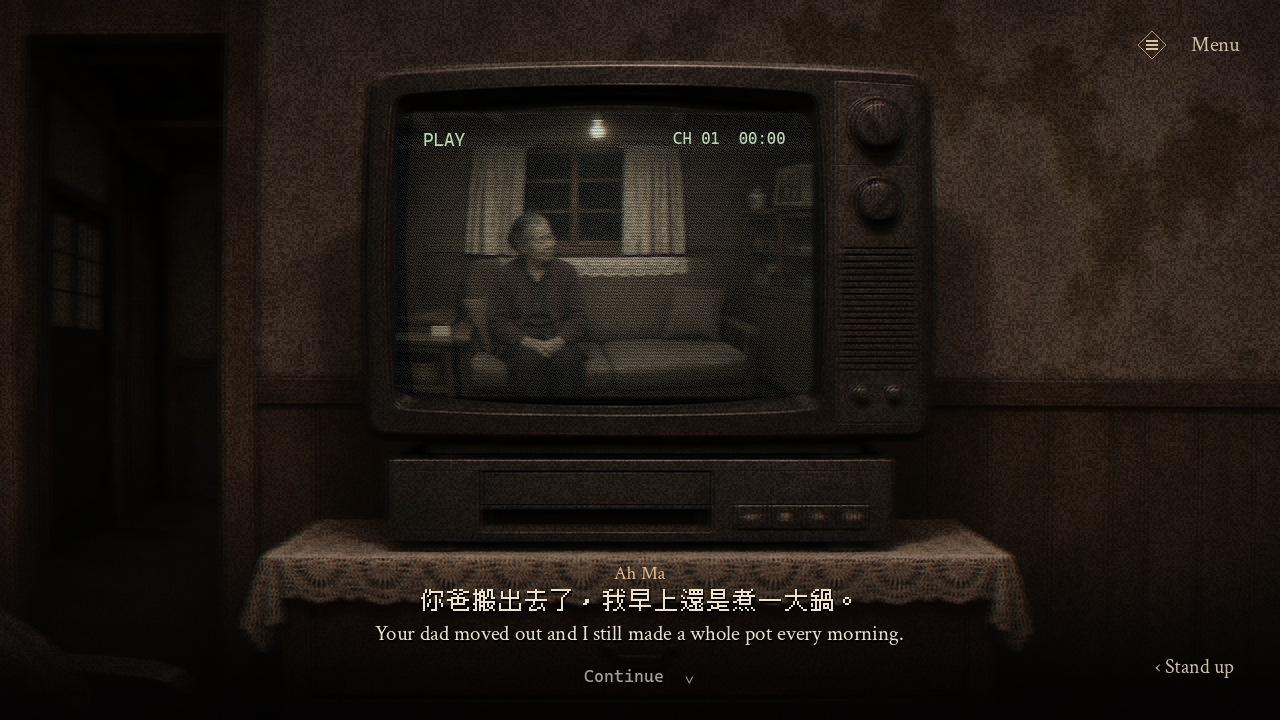 Menu
PLAY
CH 01 00:00
Ah Ma
你爸搬出去了，我早上還是煮一大鍋。
Your dad moved out and I still made a whole pot every morning.
Continue
‹ Stand up